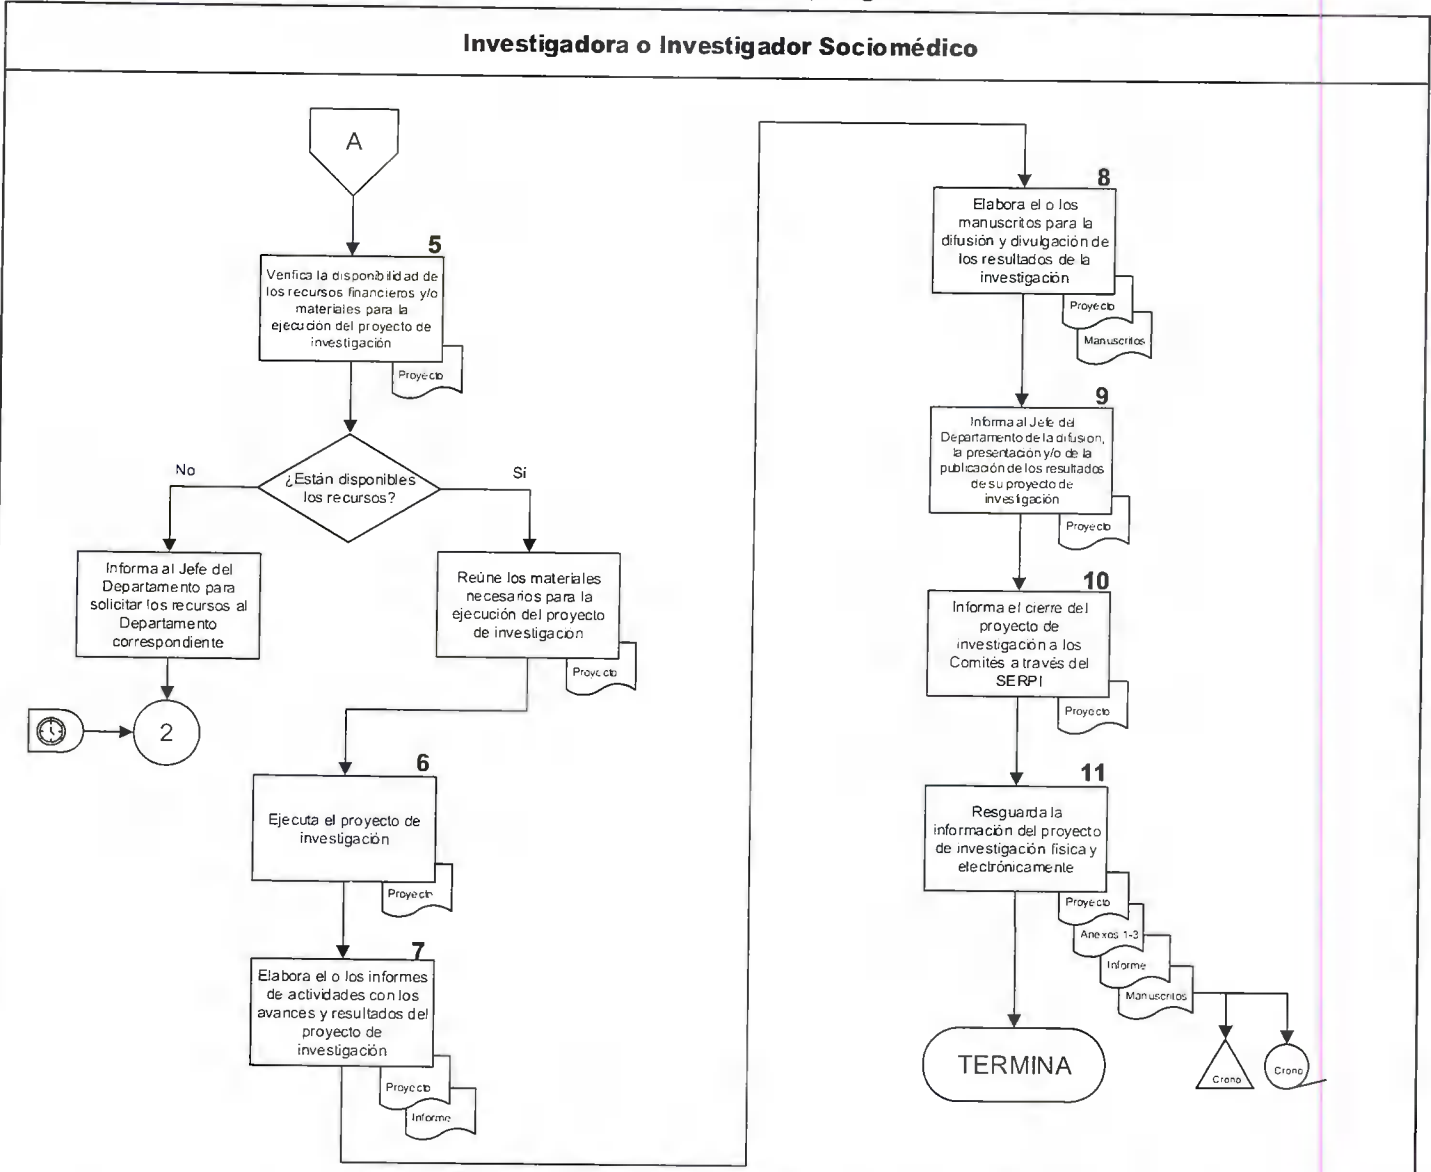 Investigadora o Investigador Sociomédico
A
5
Verifica la disponibilidad de
los recursos financieros y/o
materiales para la
ejecución del proyecto de
investigación
Proyecto
¿Están disponibles
los recursos?
No
Sí
Informa al Jefe del
Departamento para
solicitar los recursos al
Departamento
correspondiente
2
Reúne los materiales
necesarios para la
ejecución del proyecto
de investigación
Proyecto
6
Ejecuta el proyecto de
investigación
Proyecto
7
Elabora el o los informes
de actividades con los
avances y resultados del
proyecto de
investigación
Proyecto
Informe
8
Elabora el o los
manuscritos para la
difusión y divulgación de
los resultados de la
investigación
Proyecto
Manuscritos
9
Informa al Jefe del
Departamento de la difusion,
la presentación y/o de la
publicación de los resultados
de su proyecto de
investigación
Proyecto
10
Informa el cierre del
proyecto de
investigación a los
Comités a través del
SERPI
Proyecto
11
Resguarda la
información del proyecto
de investigación física y
electrónicamente
Proyecto
Anexos 1-3
Informe
Manuscritos
Crono
Crono
TERMINA